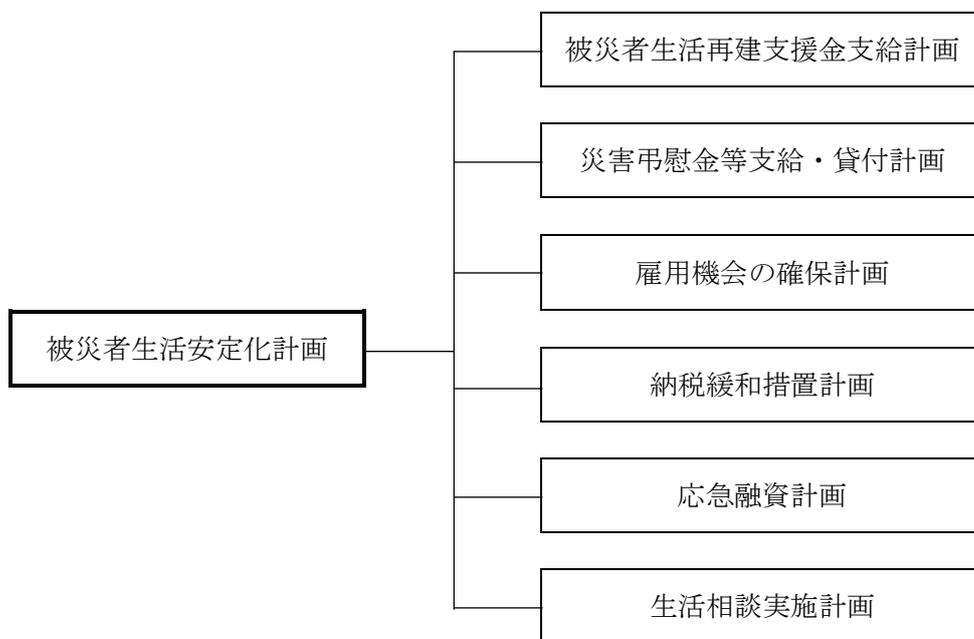 被災者生活安定化計画
被災者生活再建支援金支給計画
災害弔慰金等支給・貸付計画
雇用機会の確保計画
納税緩和措置計画
応急融資計画
生活相談実施計画